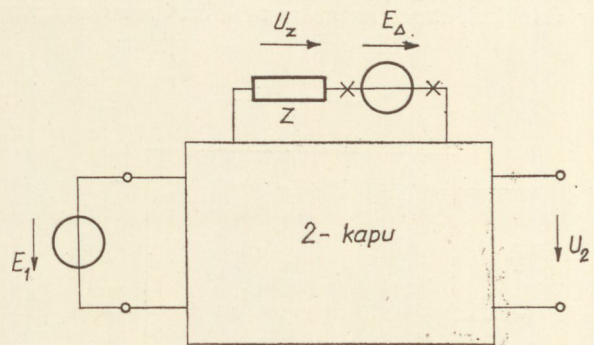 U_z E_Δ
Z
E_1
2- kapu
U_2